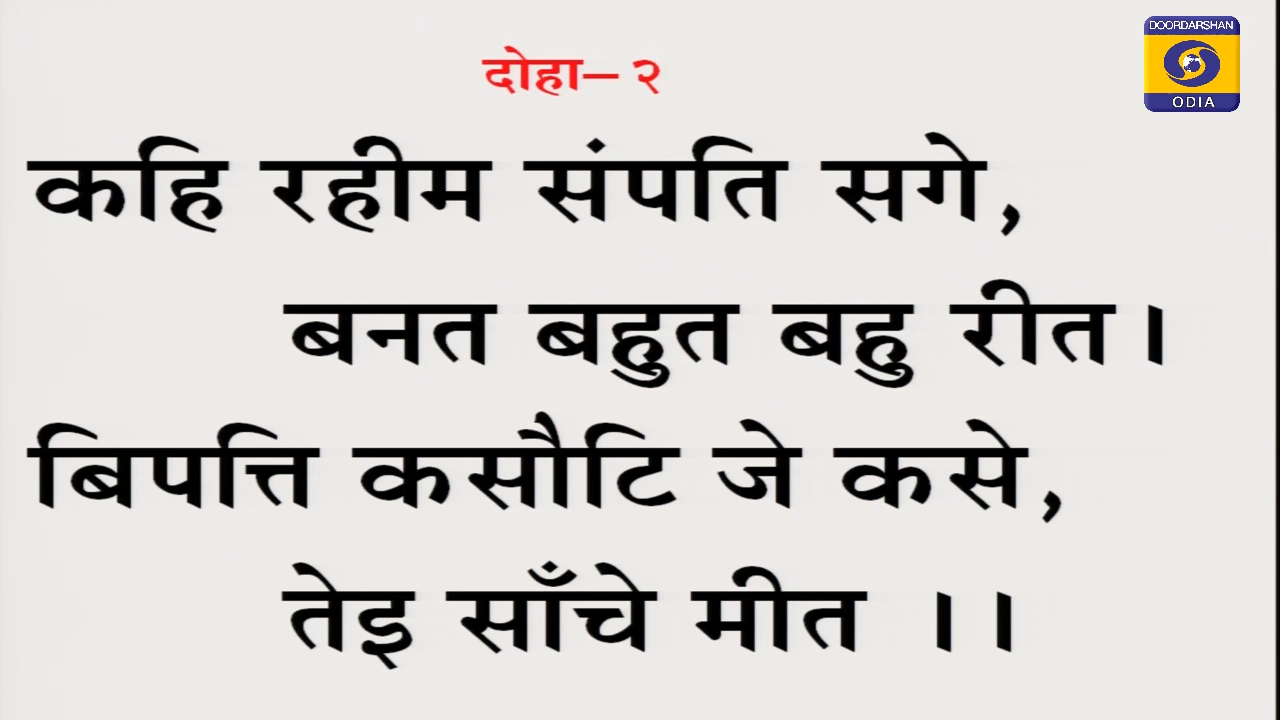 DOORDARSHAN
ODIA
दोहा– २
कहि रहीम संपति सगे,
बनत बहुत बहु रीत।
बिपत्ति कसौटि जे कसे,
तेइ साँचे मीत ।।